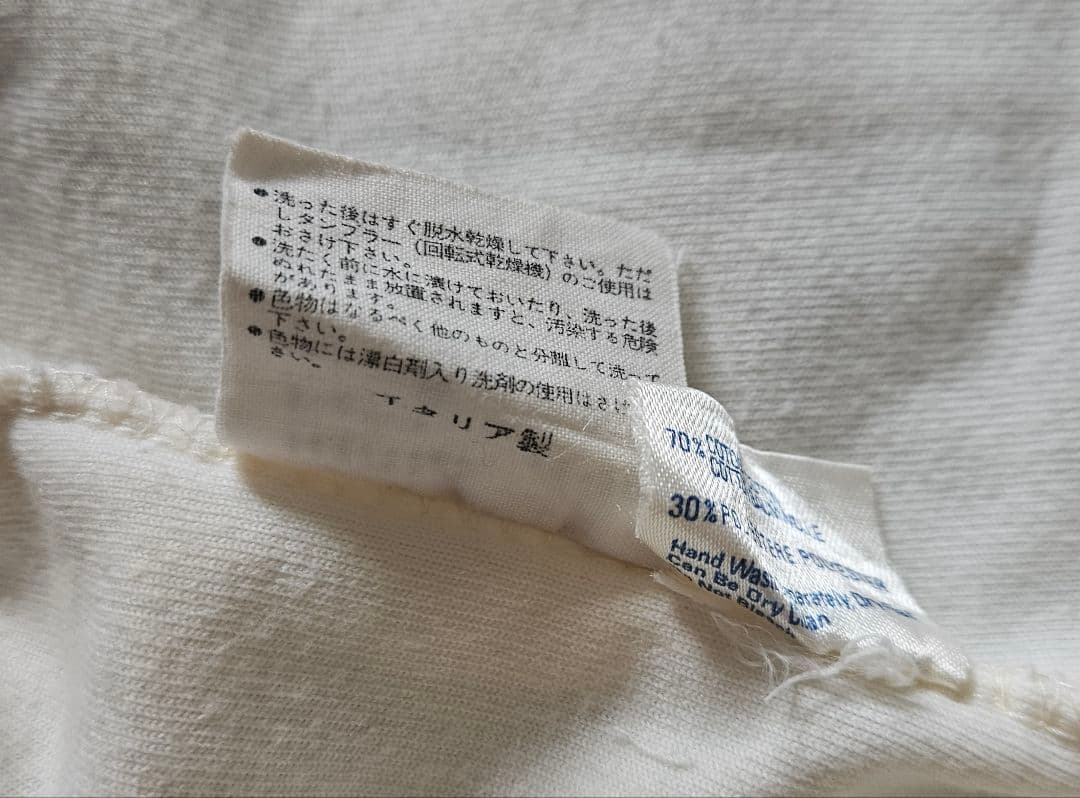 ●洗った後はすぐ脱水乾燥して下さい。ただ
しタンブラー（回転式乾燥機）のご使用は
おさけ下さい。
●洗たく前に水に漬けておいたり、洗った後
ぬれたまま放置されますと、汚染する危険
があります。
●色物はなるべく他のものと分離して洗って
下さい。
●色物には漂白剤入り洗剤の使用はさけ
さい。
イタリア製
70%
30%
Hand Wash
Can Be Dry
Not